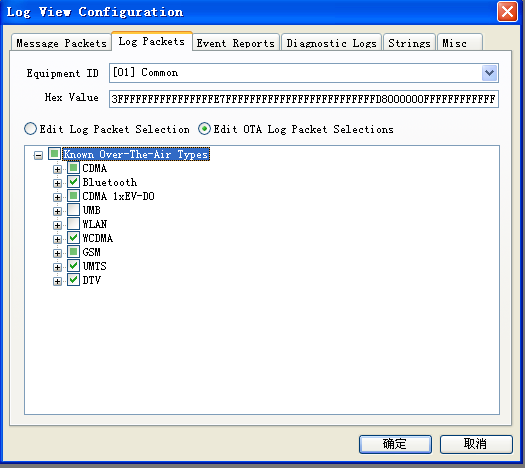 Log View Configuration
Message Packets Log Packets Event Reports Diagnostic Logs Strings Misc
Equipment ID [01] Common
Hex Value 3FFFFFFFFFFFFFFFFE7FFFFFFFFFFFFFFFFFFFFFFFFFFD8000000FFFFFFFFFFFF
Edit Log Packet Selection Edit OTA Log Packet Selections
Known Over-The-Air Types
CDMA
Bluetooth
CDMA 1xEV-DO
UMB
WLAN
WCDMA
GSM
UMTS
DTV
确定 取消